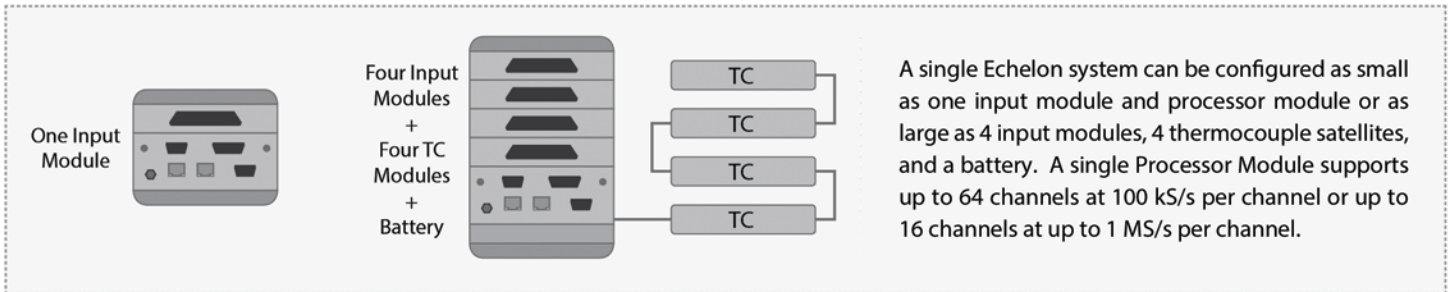 One Input
Module
Four Input
Modules
+
Four TC
Modules
+
Battery
TC
TC
TC
TC
A single Echelon system can be configured as small
as one input module and processor module or as
large as 4 input modules, 4 thermocouple satellites,
and a battery.  A single Processor Module supports
up to 64 channels at 100 kS/s per channel or up to
16 channels at up to 1 MS/s per channel.